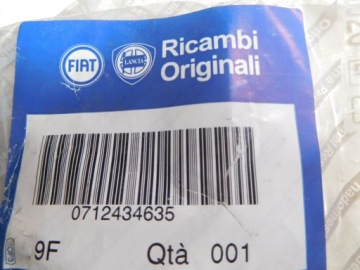 FIAT
LANCIA
Ricambi
Originali
0712434635
9F Qtà 001